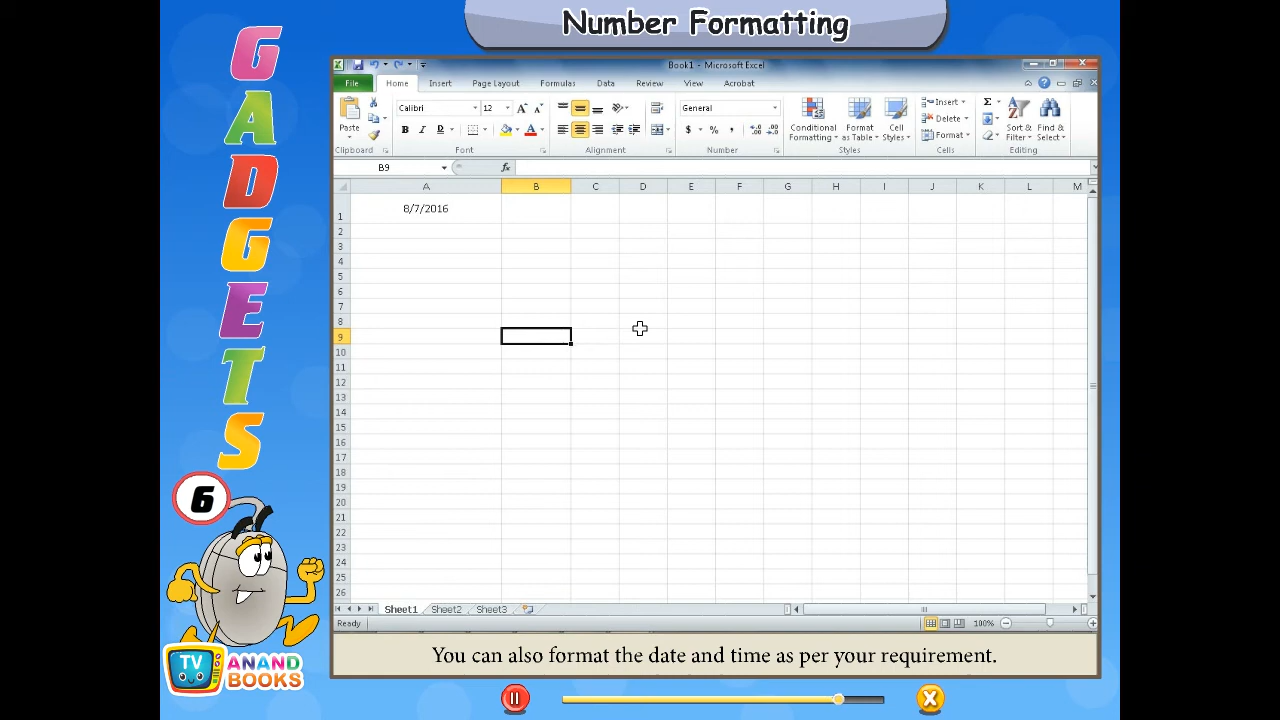 Number Formatting
GADGETS
6
TV
ANAND
BOOKS
Book1 - Microsoft Excel
File Home Insert Page Layout Formulas Data Review View Acrobat
Paste
Calibri 12
B I U
General
$ % ,
Conditional
Formatting
Format
as Table
Cell
Styles
Insert
Delete
Format
Σ
Sort &
Filter
Find &
Select
Clipboard Font Alignment Number Styles Cells Editing
B9 fx
A B C D E F G H I J K L M
1 8/7/2016
2
3
4
5
6
7
8
9
10
11
12
13
14
15
16
17
18
19
20
21
22
23
24
25
26
Sheet1 Sheet2 Sheet3
Ready 100%
You can also format the date and time as per your requirement.